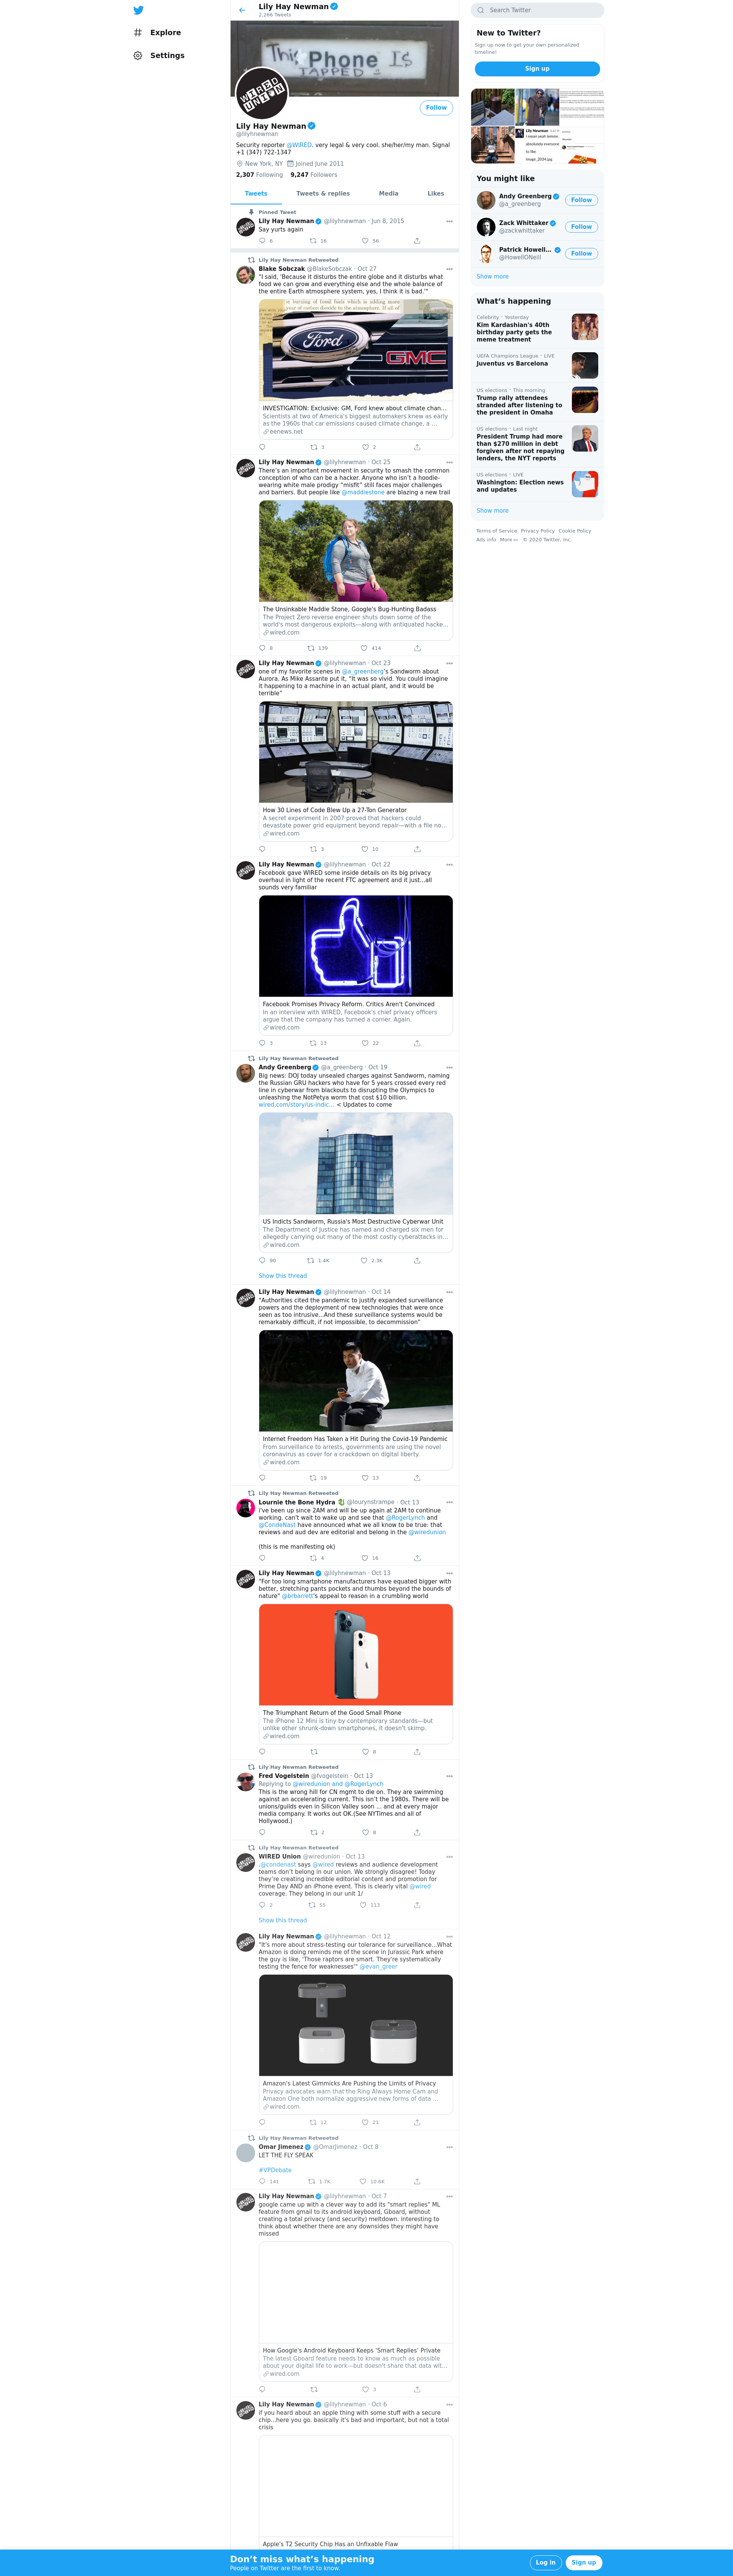 Explore
Settings
Lily Hay Newman
2,266 Tweets
This Phone is
TAPPED
WIRED
UNION
Follow
Lily Hay Newman
@lilyhnewman
Security reporter @WIRED. very legal & very cool. she/her/my man. Signal
+1 (347) 722-1347
New York, NY Joined June 2011
2,307 Following 9,247 Followers
Tweets Tweets & replies Media Likes
Pinned Tweet
Lily Hay Newman @lilyhnewman · Jun 8, 2015
Say yurts again
6 16 56
Lily Hay Newman Retweeted
Blake Sobczak @BlakeSobczak · Oct 27
"I said, 'Because it disturbs the entire globe and it disturbs what
food we can grow and everything else and the whole balance of
the entire Earth atmosphere system, yes, I think it is bad.'"
Ford
GMC
INVESTIGATION: Exclusive: GM, Ford knew about climate chan...
Scientists at two of America's biggest automakers knew as early
as the 1960s that car emissions caused climate change, a ...
eenews.net
3 2
Lily Hay Newman @lilyhnewman · Oct 25
There's an important movement in security to smash the common
conception of who can be a hacker. Anyone who isn't a hoodie-
wearing white male prodigy "misfit" still faces major challenges
and barriers. But people like @maddiestone are blazing a new trail
The Unsinkable Maddie Stone, Google's Bug-Hunting Badass
The Project Zero reverse engineer shuts down some of the
world's most dangerous exploits—along with antiquated hacke...
wired.com
8 139 414
Lily Hay Newman @lilyhnewman · Oct 23
one of my favorite scenes in @a_greenberg's Sandworm about
Aurora. As Mike Assante put it, "It was so vivid. You could imagine
it happening to a machine in an actual plant, and it would be
terrible"
How 30 Lines of Code Blew Up a 27-Ton Generator
A secret experiment in 2007 proved that hackers could
devastate power grid equipment beyond repair—with a file no...
wired.com
3 10
Lily Hay Newman @lilyhnewman · Oct 22
Facebook gave WIRED some inside details on its big privacy
overhaul in light of the recent FTC agreement and it just...all
sounds very familiar
Facebook Promises Privacy Reform. Critics Aren't Convinced
In an interview with WIRED, Facebook's chief privacy officers
argue that the company has turned a corner. Again.
wired.com
3 13 22
Lily Hay Newman Retweeted
Andy Greenberg @a_greenberg · Oct 19
Big news: DOJ today unsealed charges against Sandworm, naming
the Russian GRU hackers who have for 5 years crossed every red
line in cyberwar from blackouts to disrupting the Olympics to
unleashing the NotPetya worm that cost $10 billion.
wired.com/story/us-indic... < Updates to come
US Indicts Sandworm, Russia's Most Destructive Cyberwar Unit
The Department of Justice has named and charged six men for
allegedly carrying out many of the most costly cyberattacks in...
wired.com
90 1.4K 2.3K
Show this thread
Lily Hay Newman @lilyhnewman · Oct 14
"Authorities cited the pandemic to justify expanded surveillance
powers and the deployment of new technologies that were once
seen as too intrusive...And these surveillance systems would be
remarkably difficult, if not impossible, to decommission"
Internet Freedom Has Taken a Hit During the Covid-19 Pandemic
From surveillance to arrests, governments are using the novel
coronavirus as cover for a crackdown on digital liberty.
wired.com
19 13
Lily Hay Newman Retweeted
Lournie the Bone Hydra @lourynstrampe · Oct 13
i've been up since 2AM and will be up again at 2AM to continue
working. can't wait to wake up and see that @RogerLynch and
@CondeNast have announced what we all know to be true: that
reviews and aud dev are editorial and belong in the @wiredunion
(this is me manifesting ok)
4 16
Lily Hay Newman @lilyhnewman · Oct 13
"For too long smartphone manufacturers have equated bigger with
better, stretching pants pockets and thumbs beyond the bounds of
nature" @brbarrett's appeal to reason in a crumbling world
The Triumphant Return of the Good Small Phone
The iPhone 12 Mini is tiny by contemporary standards—but
unlike other shrunk-down smartphones, it doesn't skimp.
wired.com
8
Lily Hay Newman Retweeted
Fred Vogelstein @fvogelstein · Oct 13
Replying to @wiredunion and @RogerLynch
This is the wrong hill for CN mgmt to die on. They are swimming
against an accelerating current. This isn't the 1980s. There will be
unions/guilds even in Silicon Valley soon ... and at every major
media company. It works out OK.(See NYTimes and all of
Hollywood.)
2 8
Lily Hay Newman Retweeted
WIRED Union @wiredunion · Oct 13
.@condenast says @wired reviews and audience development
teams don't belong in our union. We strongly disagree! Today
they're creating incredible editorial content and promotion for
Prime Day AND an iPhone event. This is clearly vital @wired
coverage. They belong in our unit 1/
2 55 113
Show this thread
Lily Hay Newman @lilyhnewman · Oct 12
"It's more about stress-testing our tolerance for surveillance...What
Amazon is doing reminds me of the scene in Jurassic Park where
the guy is like, 'Those raptors are smart. They're systematically
testing the fence for weaknesses'" @evan_greer
Amazon's Latest Gimmicks Are Pushing the Limits of Privacy
Privacy advocates warn that the Ring Always Home Cam and
Amazon One both normalize aggressive new forms of data ...
wired.com
12 21
Lily Hay Newman Retweeted
Omar Jimenez @OmarJimenez · Oct 8
LET THE FLY SPEAK
#VPDebate
141 1.7K 10.6K
Lily Hay Newman @lilyhnewman · Oct 7
google came up with a clever way to add its "smart replies" ML
feature from gmail to its android keyboard, Gboard, without
creating a total privacy (and security) meltdown. interesting to
think about whether there are any downsides they might have
missed
How Google's Android Keyboard Keeps 'Smart Replies' Private
The latest Gboard feature needs to know as much as possible
about your digital life to work—but doesn't share that data wit...
wired.com
3
Lily Hay Newman @lilyhnewman · Oct 6
if you heard about an apple thing with some stuff with a secure
chip...here you go. basically it's bad and important, but not a total
crisis
Apple's T2 Security Chip Has an Unfixable Flaw
Search Twitter
New to Twitter?
Sign up now to get your own personalized
timeline!
Sign up
You might like
Andy Greenberg
@a_greenberg
Follow
Zack Whittaker
@zackwhittaker
Follow
Patrick Howell...
@HowellONeill
Follow
Show more
What's happening
Celebrity · Yesterday
Kim Kardashian's 40th
birthday party gets the
meme treatment
UEFA Champions League · LIVE
Juventus vs Barcelona
US elections · This morning
Trump rally attendees
stranded after listening to
the president in Omaha
US elections · Last night
President Trump had more
than $270 million in debt
forgiven after not repaying
lenders, the NYT reports
US elections · LIVE
Washington: Election news
and updates
Show more
Terms of Service Privacy Policy Cookie Policy
Ads info More © 2020 Twitter, Inc.
Don't miss what's happening
People on Twitter are the first to know.
Log in Sign up